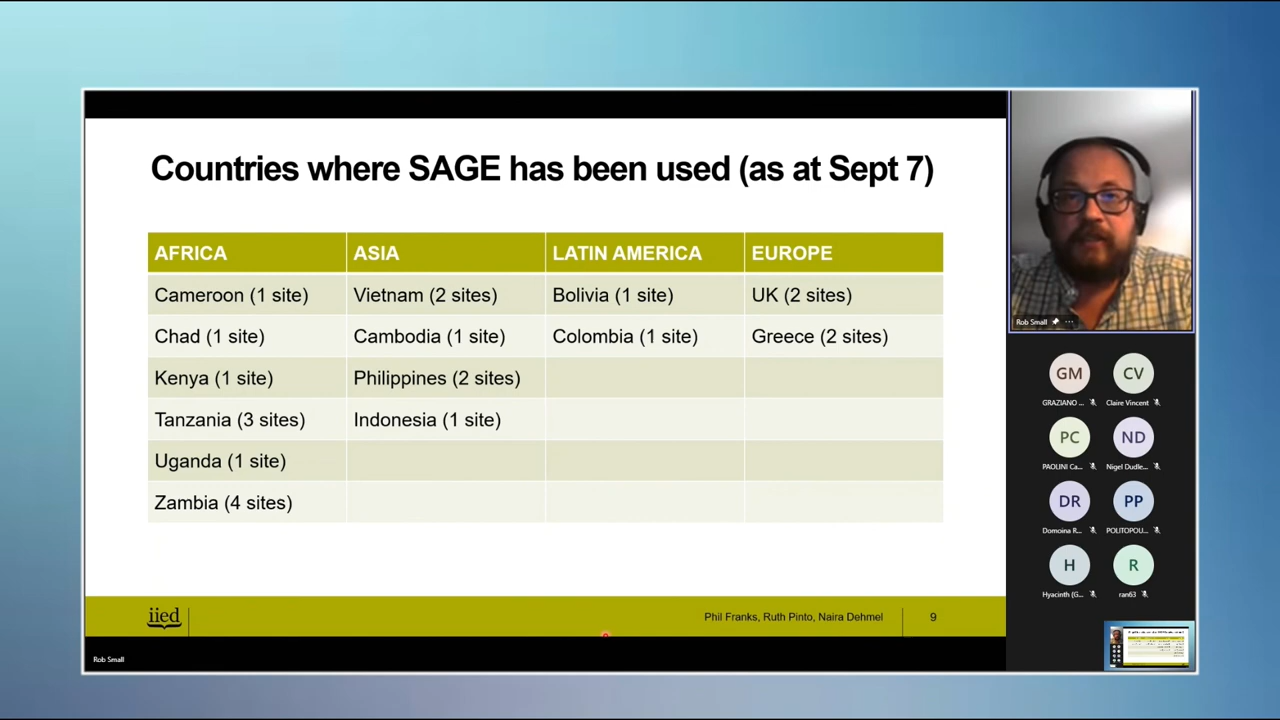 Countries where SAGE has been used (as at Sept 7)
AFRICA ASIA LATIN AMERICA EUROPE
Cameroon (1 site) Vietnam (2 sites) Bolivia (1 site) UK (2 sites)
Chad (1 site) Cambodia (1 site) Colombia (1 site) Greece (2 sites)
Kenya (1 site) Philippines (2 sites)
Tanzania (3 sites) Indonesia (1 site)
Uganda (1 site)
Zambia (4 sites)
iied
Phil Franks, Ruth Pinto, Naira Dehmel 9
Rob Small
Rob Small
GM CV
GRAZIANO ... Claire Vincent
PC ND
PAOLINI Ca... Nigel Dudle...
DR PP
Domoina R... POLITOPOU...
H R
Hyacinth (G... ran63